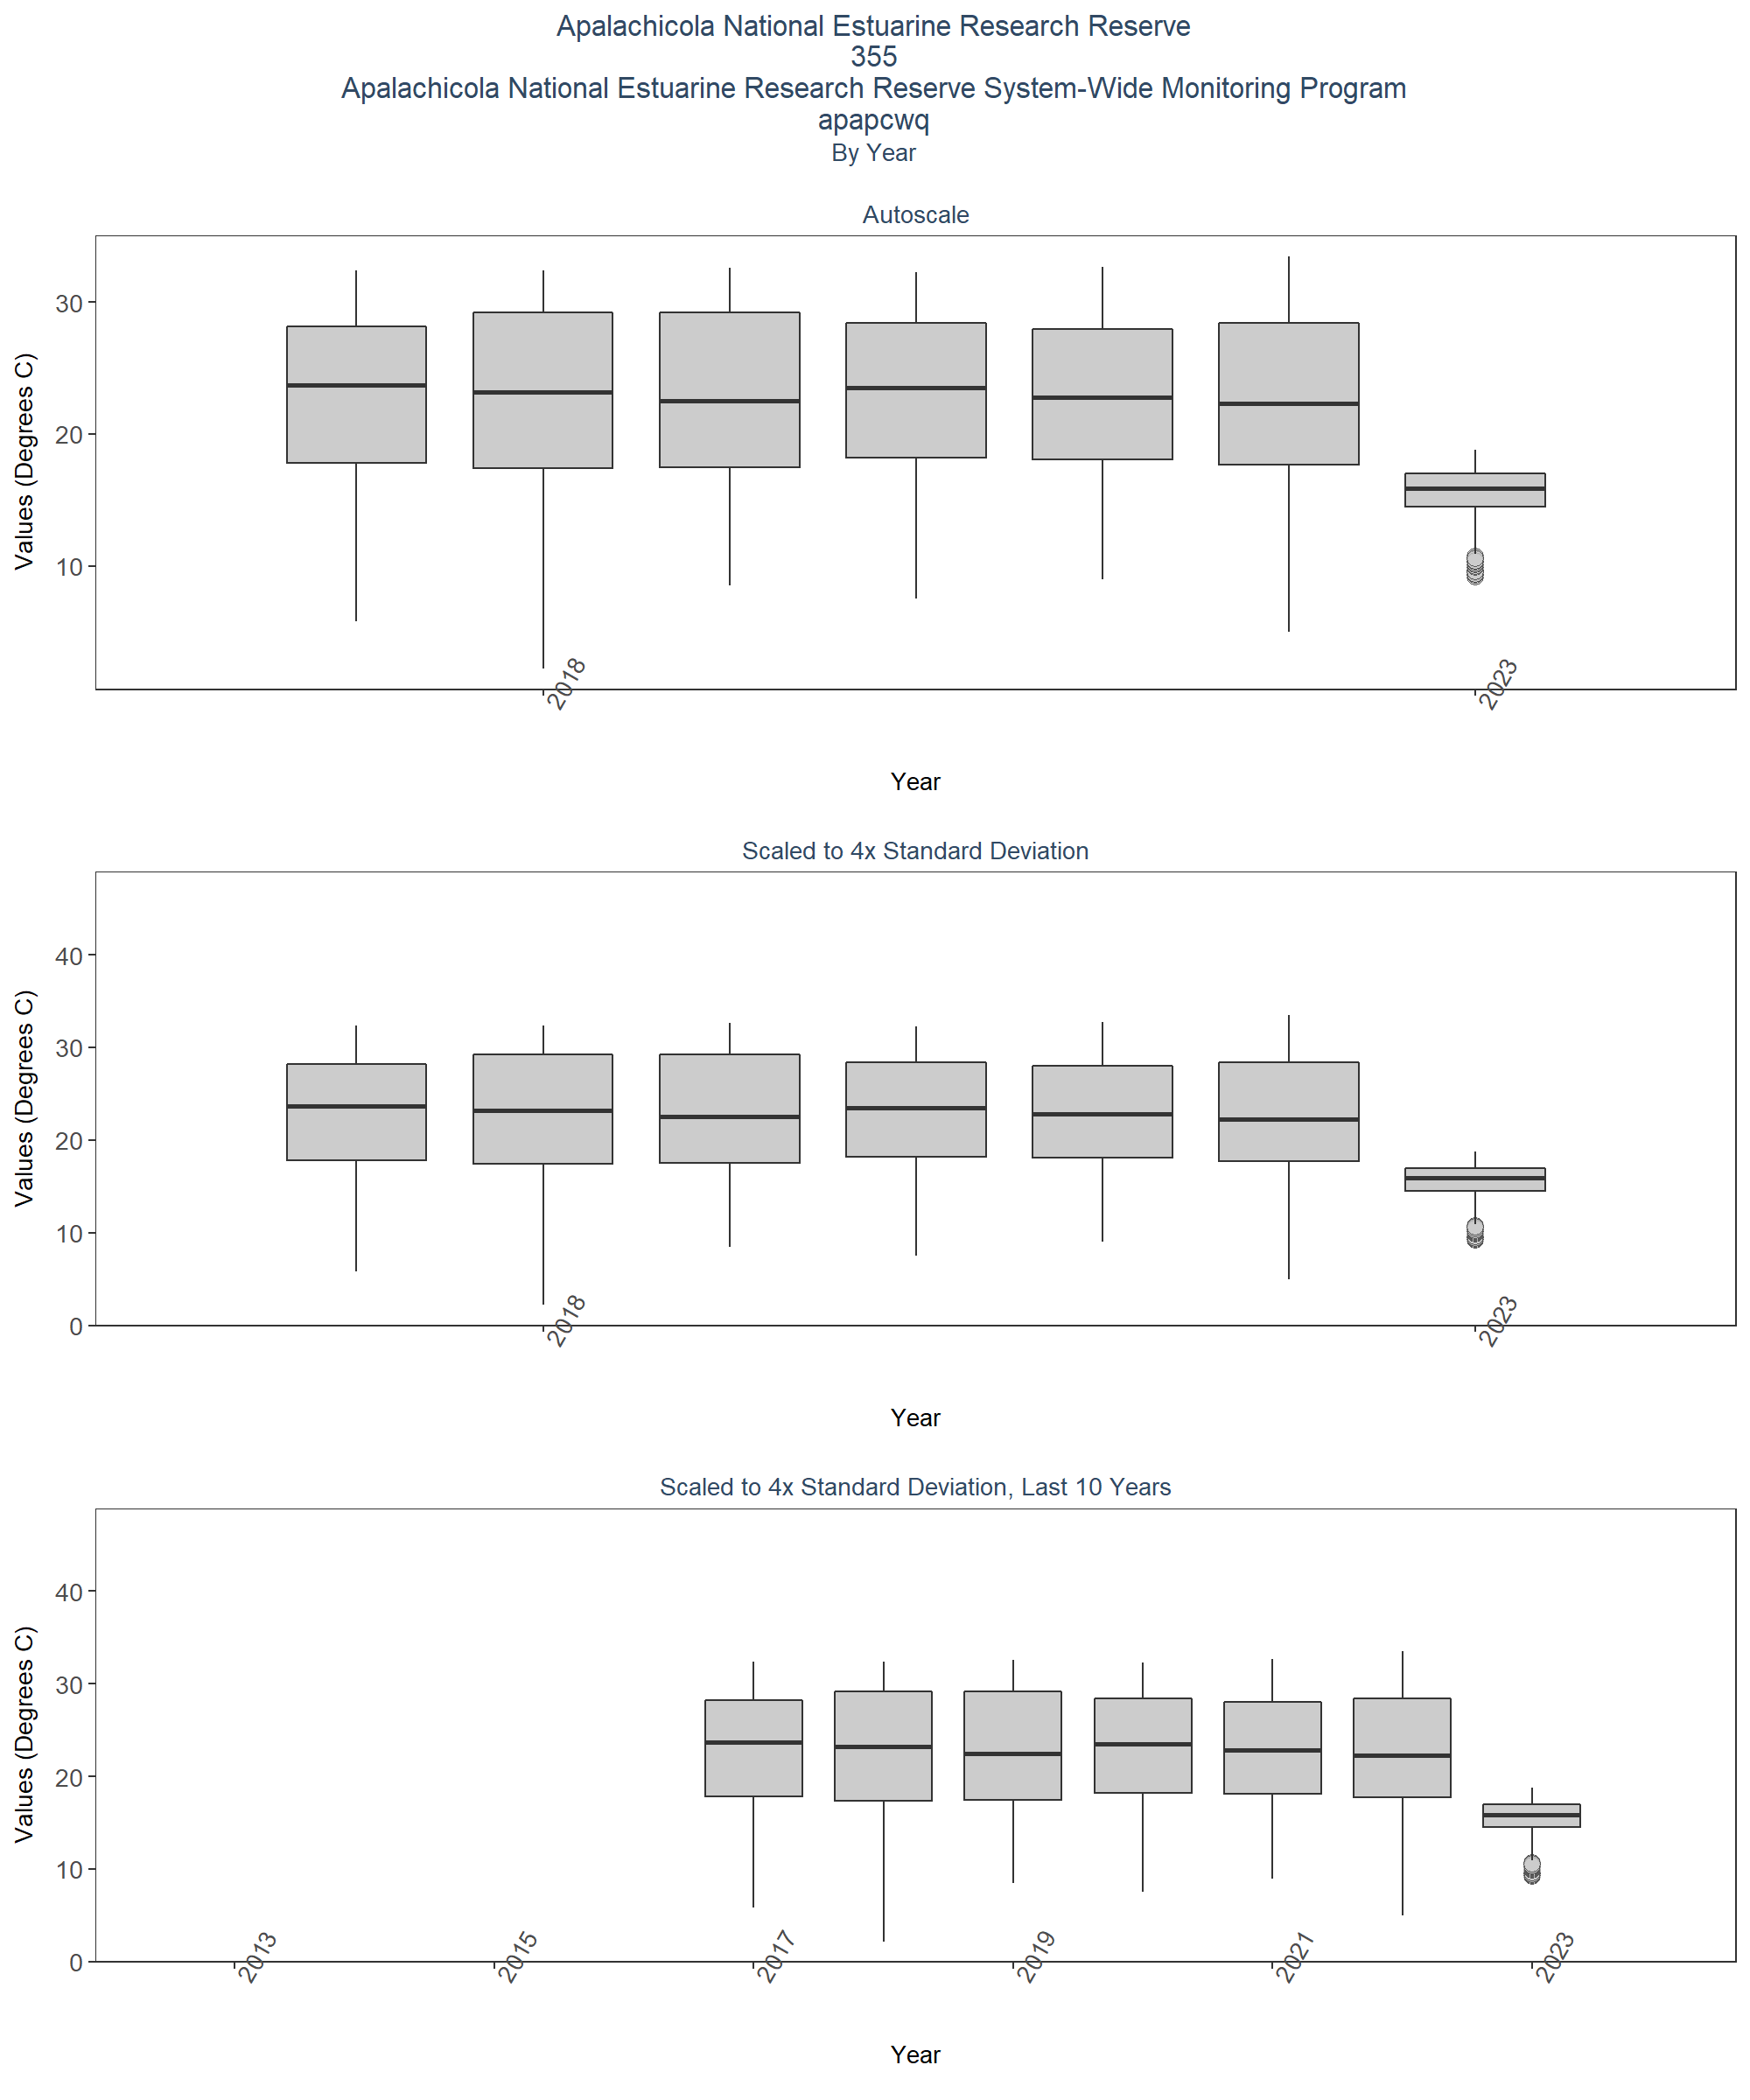 Apalachicola National Estuarine Research Reserve
355
Apalachicola National Estuarine Research Reserve System-Wide Monitoring Program
apapcwq
By Year
Autoscale
Values (Degrees C)
30
20
10
2018
2023
Year
Scaled to 4x Standard Deviation
Values (Degrees C)
40
30
20
10
0
2018
2023
Year
Scaled to 4x Standard Deviation, Last 10 Years
Values (Degrees C)
40
30
20
10
0
2013
2015
2017
2019
2021
2023
Year